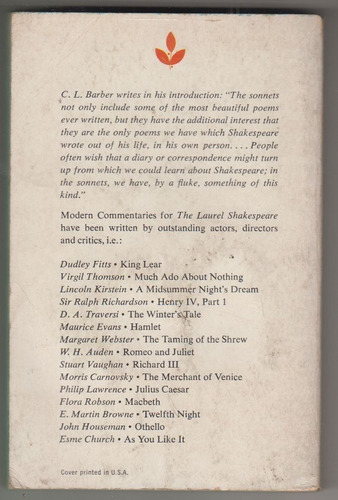 C. L. Barber writes in his introduction: "The sonnets
not only include some of the most beautiful poems
ever written, but they have the additional interest that
they are the only poems we have which Shakespeare
wrote out of his life, in his own person. . . . People
often wish that a diary or correspondence might turn
up from which we could learn about Shakespeare; in
the sonnets, we have, by a fluke, something of this
kind."
Modern Commentaries for The Laurel Shakespeare
have been written by outstanding actors, directors
and critics, i.e.:
Dudley Fitts • King Lear
Virgil Thomson • Much Ado About Nothing
Lincoln Kirstein • A Midsummer Night's Dream
Sir Ralph Richardson • Henry IV, Part 1
D. A. Traversi • The Winter's Tale
Maurice Evans • Hamlet
Margaret Webster • The Taming of the Shrew
W. H. Auden • Romeo and Juliet
Stuart Vaughan • Richard III
Morris Carnovsky • The Merchant of Venice
Philip Lawrence • Julius Caesar
Flora Robson • Macbeth
E. Martin Browne • Twelfth Night
John Houseman • Othello
Esme Church • As You Like It
Cover printed in U.S.A.